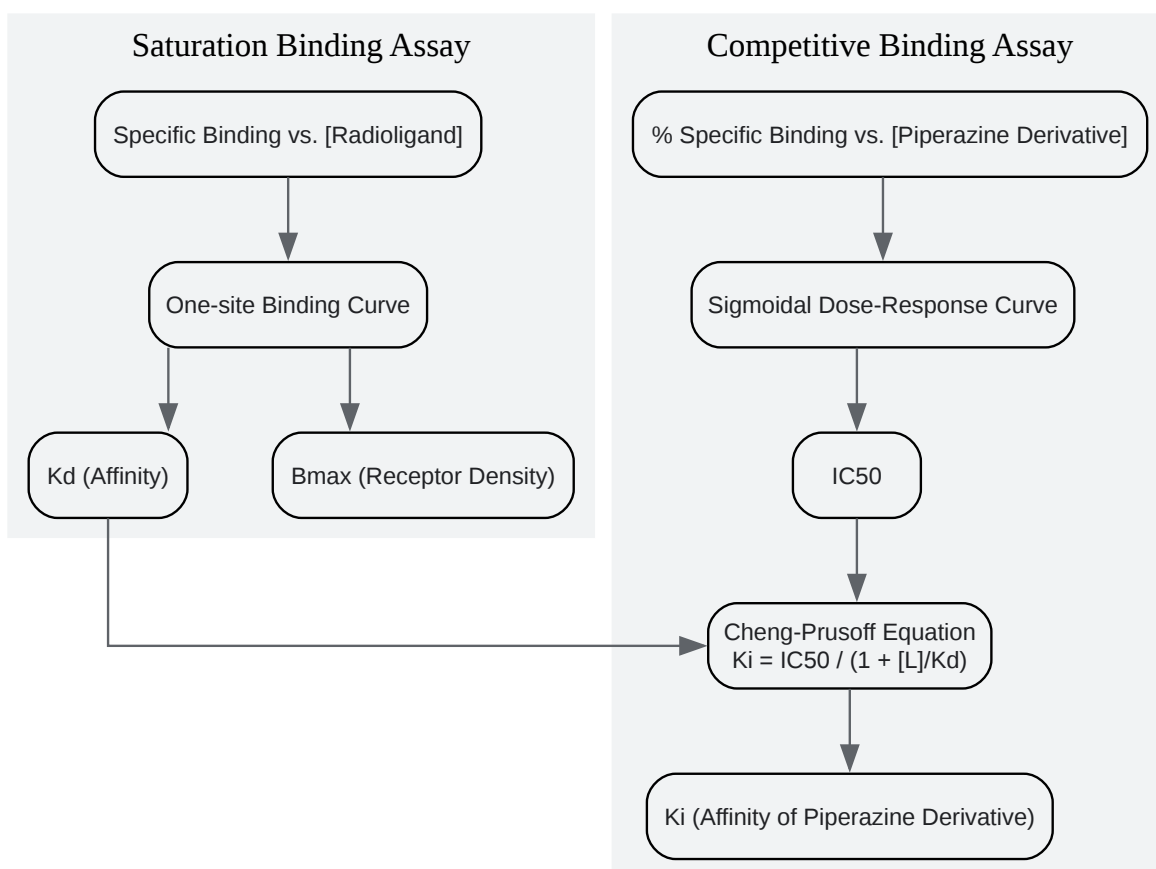 Saturation Binding Assay
Specific Binding vs. [Radioligand]
One-site Binding Curve
Kd (Affinity)
Bmax (Receptor Density)
Competitive Binding Assay
% Specific Binding vs. [Piperazine Derivative]
Sigmoidal Dose-Response Curve
IC50
Cheng-Prusoff Equation
Ki = IC50 / (1 + [L]/Kd)
Ki (Affinity of Piperazine Derivative)